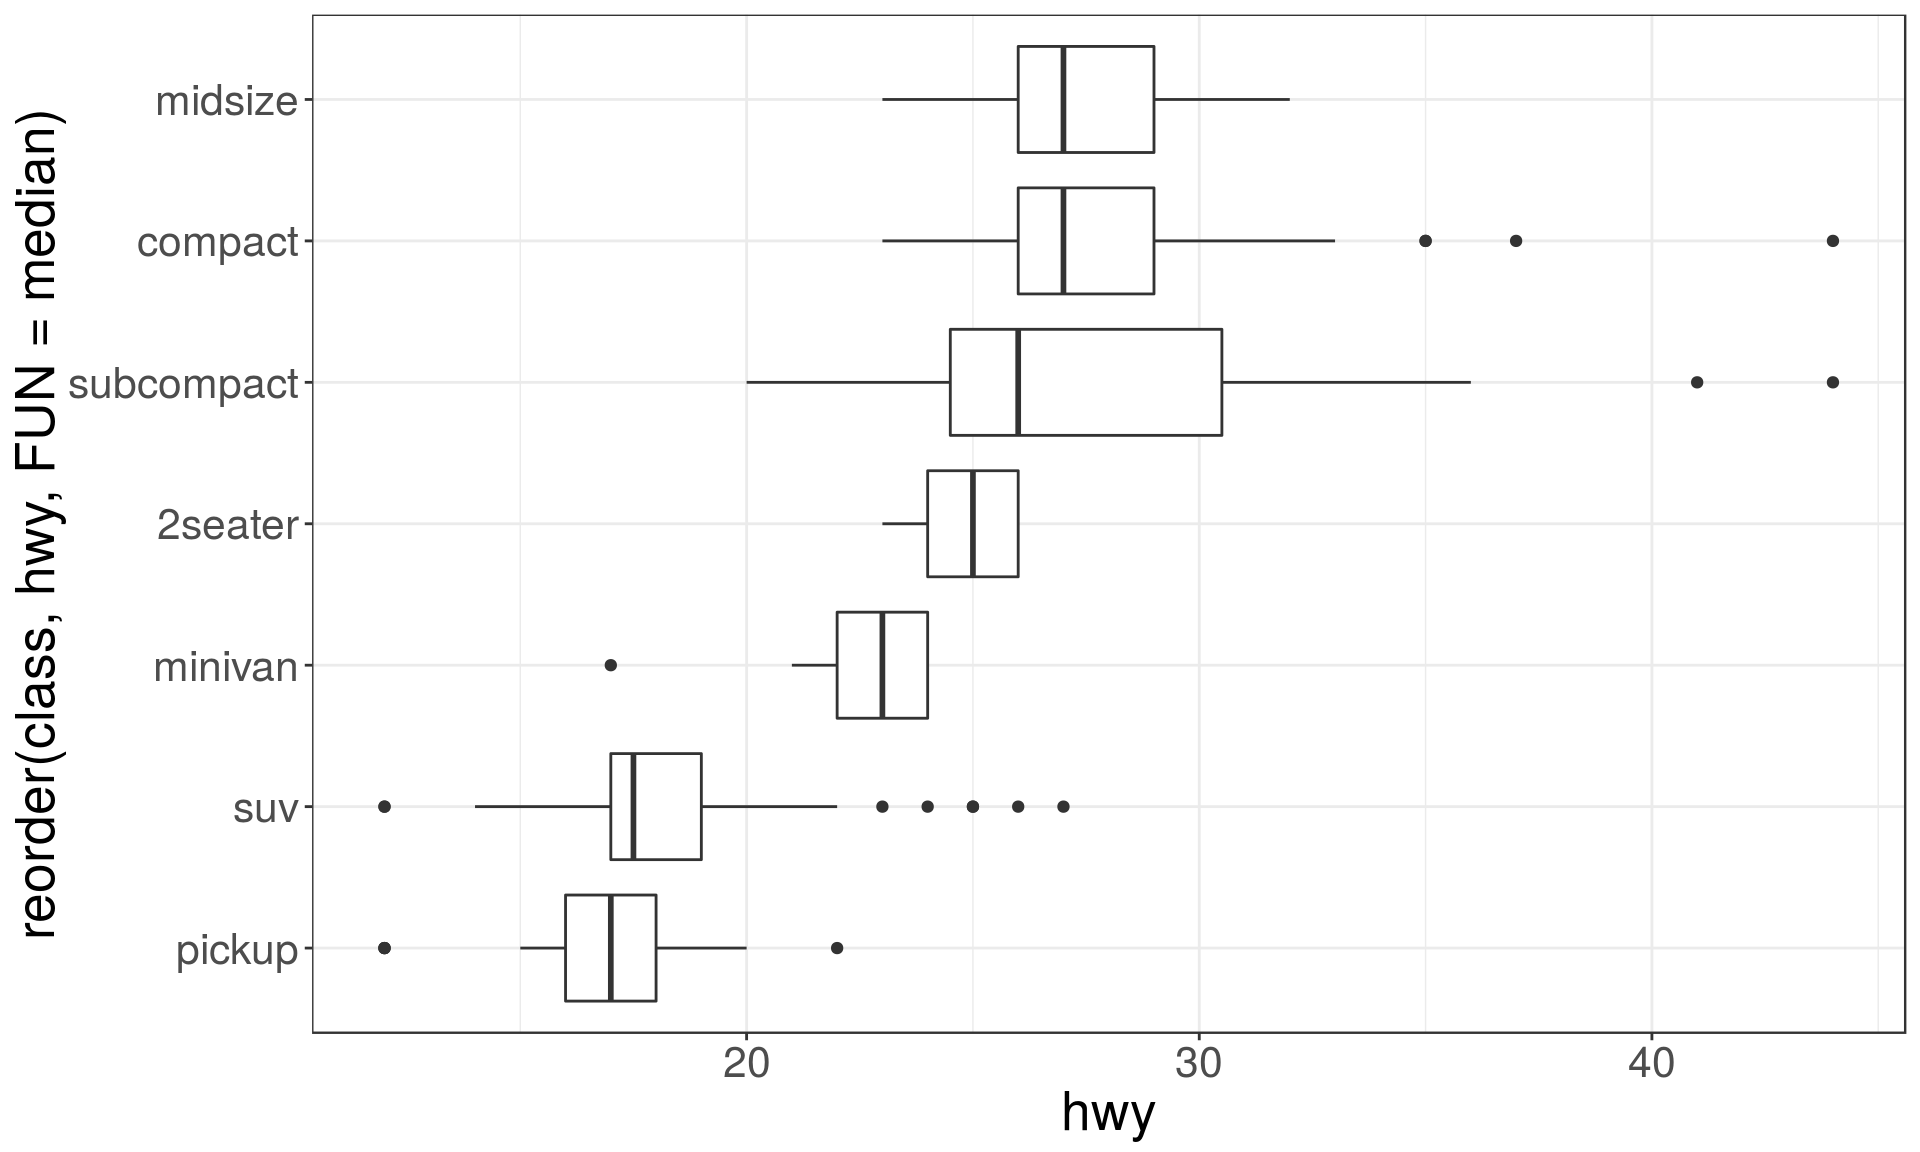 reorder(class, hwy, FUN = median)
midsize
compact
subcompact
2seater
minivan
suv
pickup
20 30 40
hwy